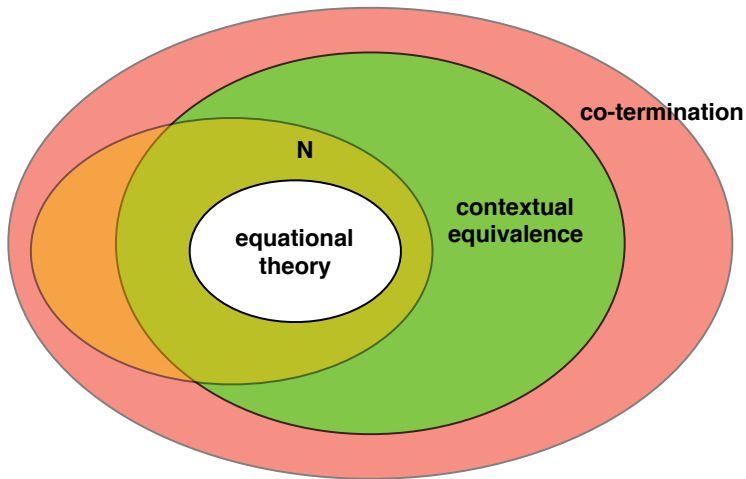 co-termination
N
contextual
equivalence
equational
theory